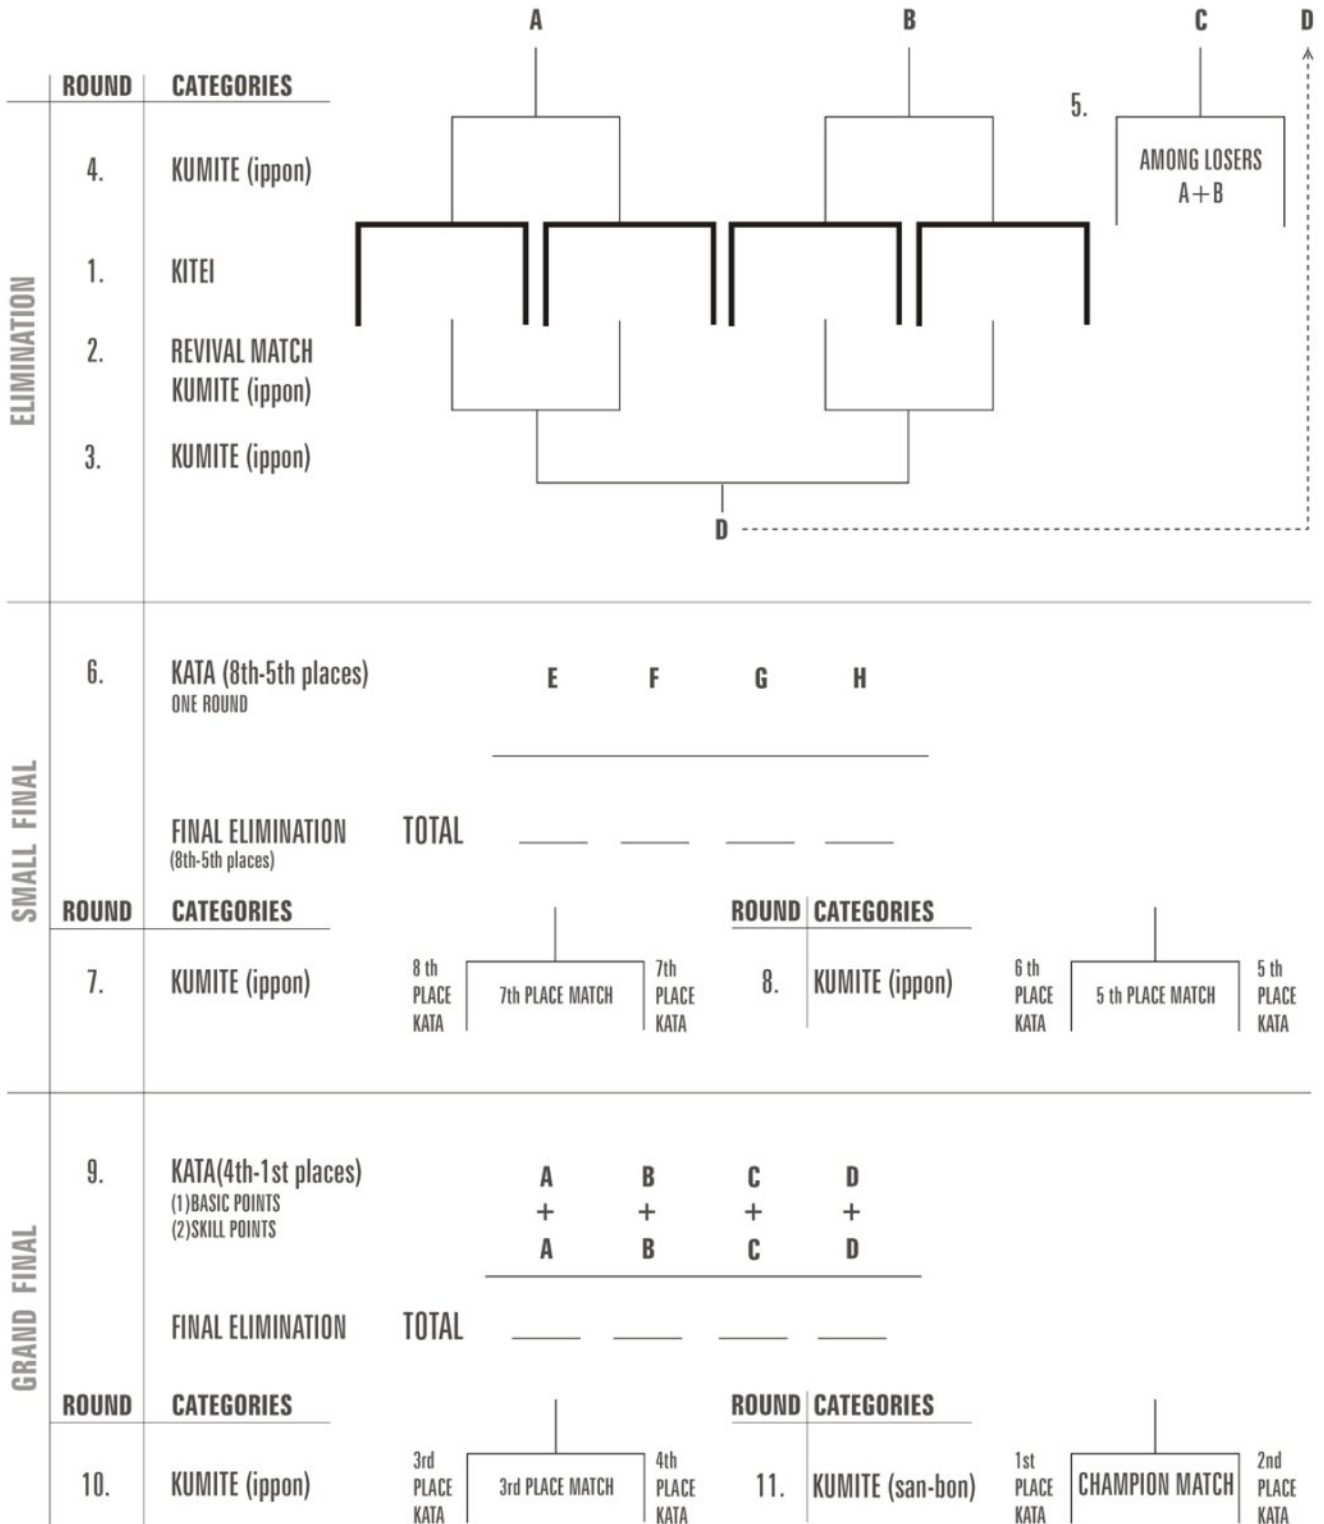 A B C D
ROUND CATEGORIES
5.
4. KUMITE (ippon)
AMONG LOSERS
A+B
1. KITEI
ELIMINATION
2. REVIVAL MATCH
KUMITE (ippon)
3. KUMITE (ippon)
D
6. KATA (8th-5th places) E F G H
ONE ROUND
SMALL FINAL
FINAL ELIMINATION TOTAL
(8th-5th places)
ROUND CATEGORIES ROUND CATEGORIES
7. KUMITE (ippon)
8 th
PLACE
KATA
7th PLACE MATCH
7th
PLACE
KATA
8. KUMITE (ippon)
6 th
PLACE
KATA
5 th PLACE MATCH
5 th
PLACE
KATA
9. KATA(4th-1st places) A B C D
(1)BASIC POINTS + + + +
(2)SKILL POINTS A B C D
GRAND FINAL
FINAL ELIMINATION TOTAL
ROUND CATEGORIES ROUND CATEGORIES
10. KUMITE (ippon)
3rd
PLACE
KATA
3rd PLACE MATCH
4th
PLACE
KATA
11. KUMITE (san-bon)
1st
PLACE
KATA
CHAMPION MATCH
2nd
PLACE
KATA